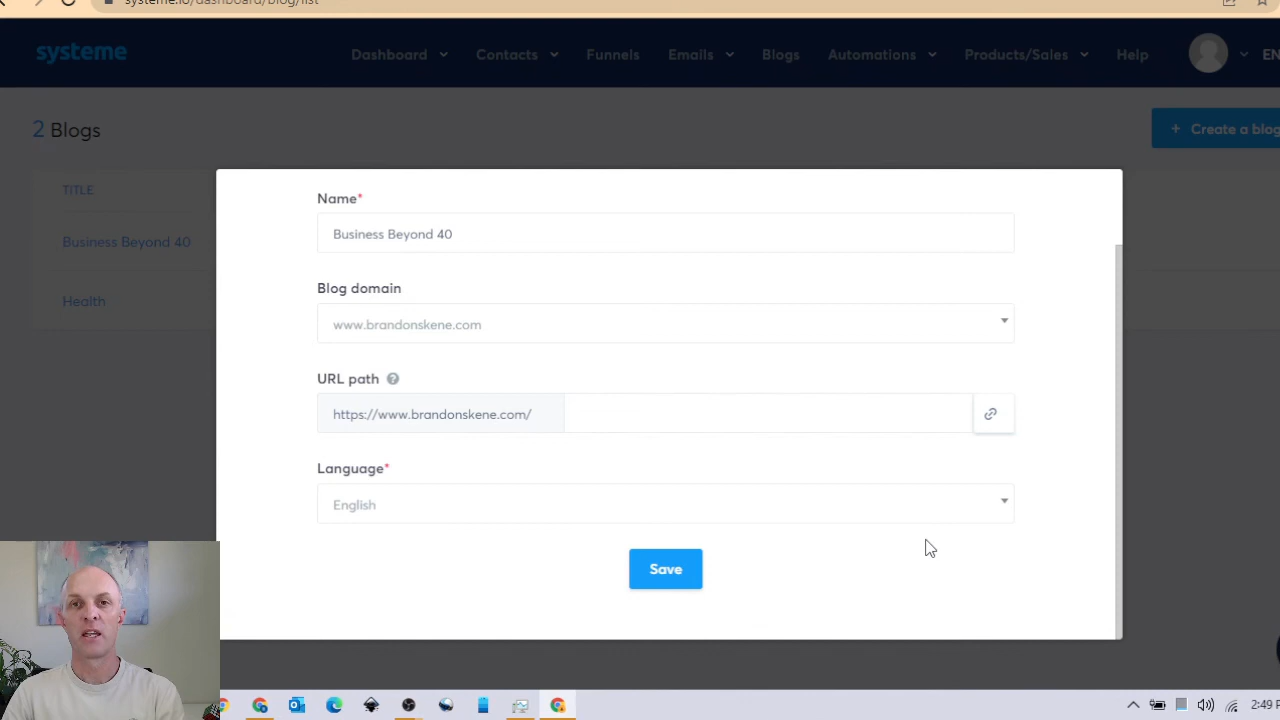 systeme.io/dashboard/blog/list
systeme Dashboard Contacts Funnels Emails Blogs Automations Products/Sales Help EN
2 Blogs
+ Create a blog
TITLE
Business Beyond 40
Health
Name*
Business Beyond 40
Blog domain
www.brandonskene.com
URL path ?
https://www.brandonskene.com/
Language*
English
Save
2:49